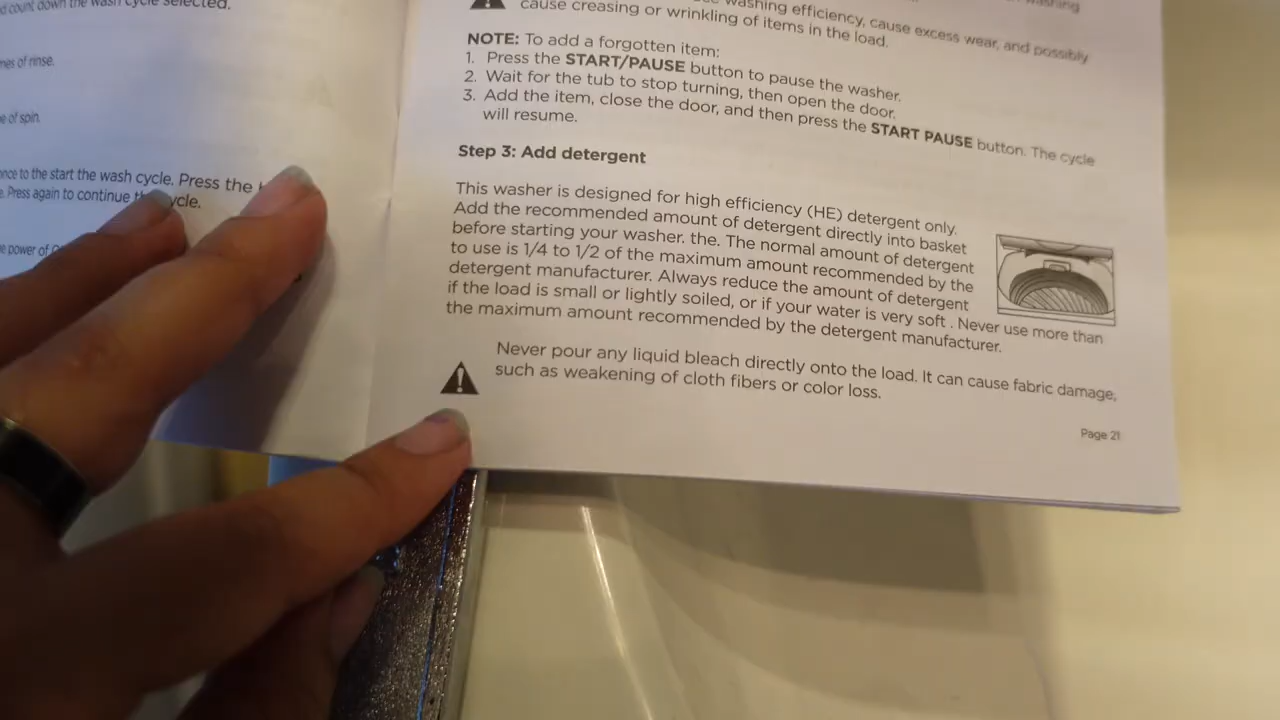 count down the wash cycle selected.
of rinse.
of spin.
to the start the wash cycle. Press the
Press again to continue
power of
washing
washing efficiency, cause excess wear, and possibly
cause creasing or wrinkling of items in the load.
NOTE: To add a forgotten item:
1. Press the START/PAUSE button to pause the washer.
2. Wait for the tub to stop turning, then open the door.
3. Add the item, close the door, and then press the START PAUSE button. The cycle
will resume.
Step 3: Add detergent
This washer is designed for high efficiency (HE) detergent only.
Add the recommended amount of detergent directly into basket
before starting your washer. the. The normal amount of detergent
to use is 1/4 to 1/2 of the maximum amount recommended by the
detergent manufacturer. Always reduce the amount of detergent
if the load is small or lightly soiled, or if your water is very soft . Never use more than
the maximum amount recommended by the detergent manufacturer.
Never pour any liquid bleach directly onto the load. It can cause fabric damage,
such as weakening of cloth fibers or color loss.
Page 21